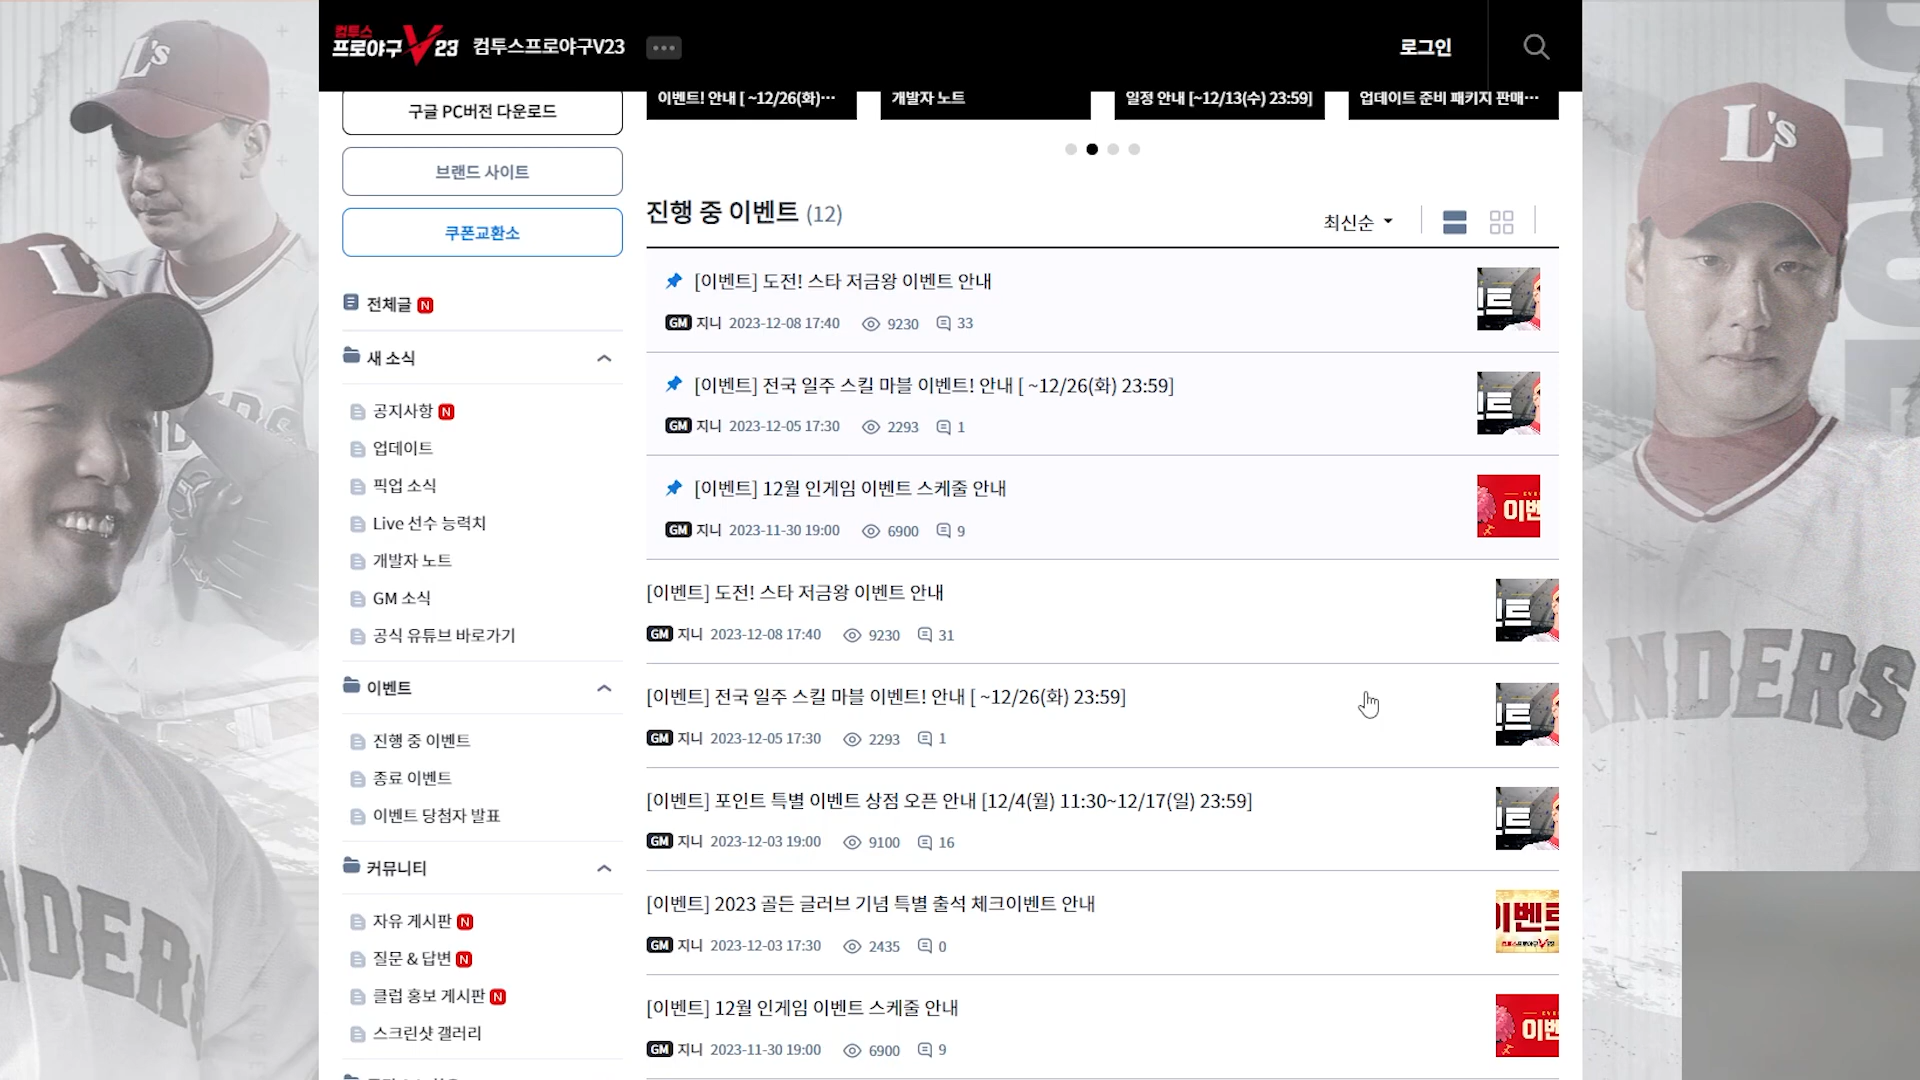 컴투스
프로야구 V23 컴투스프로야구V23
로그인
구글 PC버전 다운로드
브랜드 사이트
쿠폰교환소
전체글 N
새 소식
공지사항 N
업데이트
픽업 소식
Live 선수 능력치
개발자 노트
GM 소식
공식 유튜브 바로가기
이벤트
진행 중 이벤트
종료 이벤트
이벤트 당첨자 발표
커뮤니티
자유 게시판 N
질문 & 답변 N
클럽 홍보 게시판 N
스크린샷 갤러리
이벤트! 안내 [ ~12/26(화)…
개발자 노트
일정 안내 [~12/13(수) 23:59]
업데이트 준비 패키지 판매…
진행 중 이벤트 (12)
최신순
[이벤트] 도전! 스타 저금왕 이벤트 안내
GM 지니 2023-12-08 17:40 9230 33
[이벤트] 전국 일주 스킬 마블 이벤트! 안내 [ ~12/26(화) 23:59]
GM 지니 2023-12-05 17:30 2293 1
[이벤트] 12월 인게임 이벤트 스케줄 안내
GM 지니 2023-11-30 19:00 6900 9
[이벤트] 도전! 스타 저금왕 이벤트 안내
GM 지니 2023-12-08 17:40 9230 31
[이벤트] 전국 일주 스킬 마블 이벤트! 안내 [ ~12/26(화) 23:59]
GM 지니 2023-12-05 17:30 2293 1
[이벤트] 포인트 특별 이벤트 상점 오픈 안내 [12/4(월) 11:30~12/17(일) 23:59]
GM 지니 2023-12-03 19:00 9100 16
[이벤트] 2023 골든 글러브 기념 특별 출석 체크이벤트 안내
GM 지니 2023-12-03 17:30 2435 0
[이벤트] 12월 인게임 이벤트 스케줄 안내
GM 지니 2023-11-30 19:00 6900 9
L's
L's
NDERS
NDERS